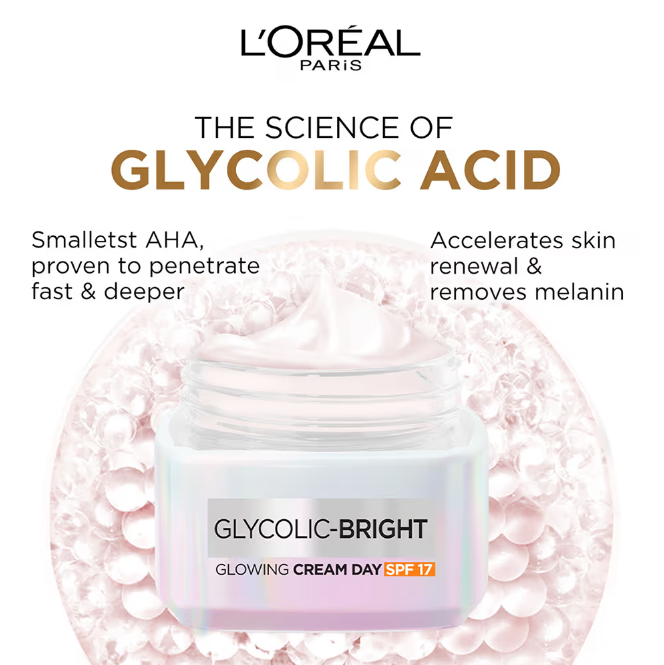 L'ORÉAL
PARiS
THE SCIENCE OF
GLYCOLIC ACID
Smalletst AHA,
proven to penetrate
fast & deeper
Accelerates skin
renewal &
removes melanin
GLYCOLIC-BRIGHT
GLOWING CREAM DAY SPF 17